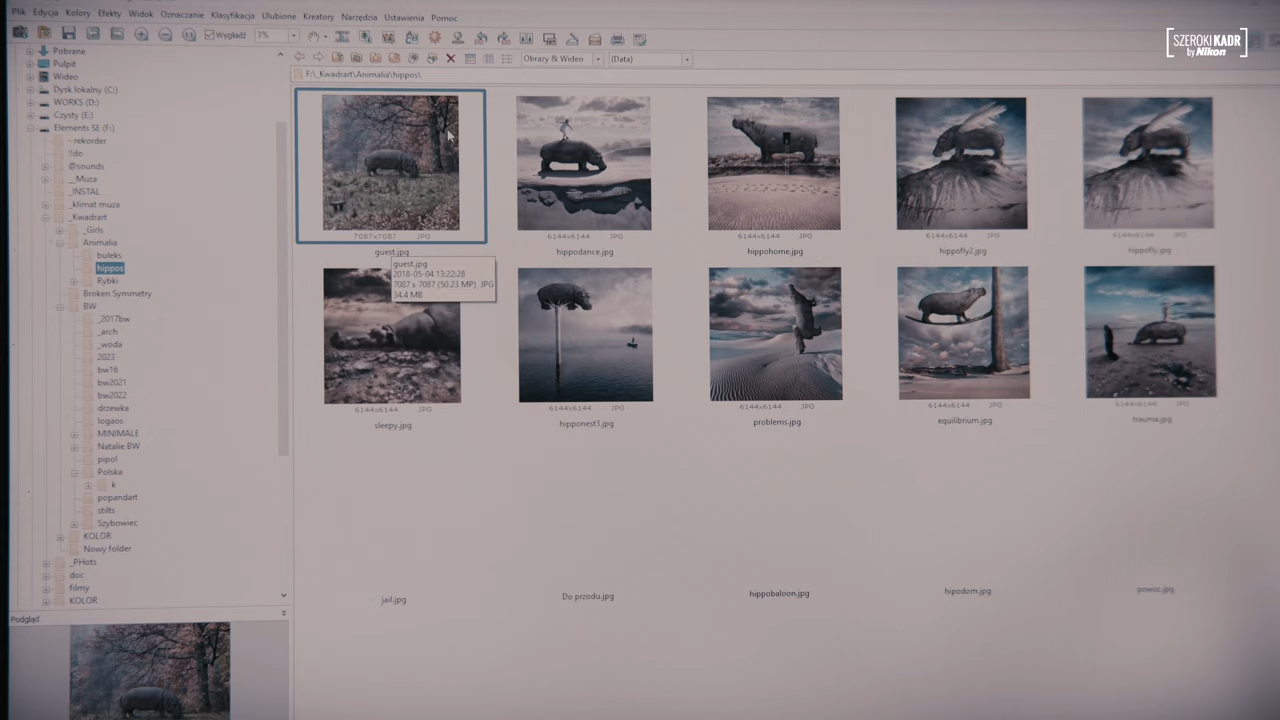 Plik Edycja Kolory Efekty Widok Oznaczanie Klasyfikacja Ulubione Kreatory Narzędzia Ustawienia Pomoc
Wygładź 3%
SZEROKI KADR
by Nikon
Obrazy & Wideo (Data)
F:\_Kwadrart\Animalia\hippos\
Pobrane
Pulpit
Wideo
Dysk lokalny (C:)
WORKS (D:)
Czysty (E:)
Elements SE (F:)
- rekorder
!!do
@sounds
__Muza
_INSTAL
_klimat muza
_Kwadrart
_Girls
Animalia
buleks
hippos
Rybki
Broken Symmetry
BW
_2017bw
_arch
_woda
2023
bw16
bw2021
bw2022
drzewka
logaos
MINIMALE
Natalie BW
pipol
Polska
k
popandart
stilts
Szybowiec
KOLOR
Nowy folder
_PHots
doc
filmy
KOLOR
Podgląd
7087x7087 JPG
6144x6144 JPG
6144x6144 JPG
6144x6144 JPG
6144x6144 JPG
guest.jpg
hippodance.jpg
hippohome.jpg
hippofly2.jpg
hippofly.jpg
guest.jpg
2018-05-04 13:22:28
7087 x 7087 (50.23 MP) JPG
34.4 MB
6144x6144 JPG
6144x6144 JPG
6144x6144 JPG
6144x6144 JPG
6144x6144 JPG
sleepy.jpg
hipponest3.jpg
problems.jpg
equilibrium.jpg
trauma.jpg
jail.jpg
Do przodu.jpg
hippobaloon.jpg
hipodom.jpg
powoz.jpg